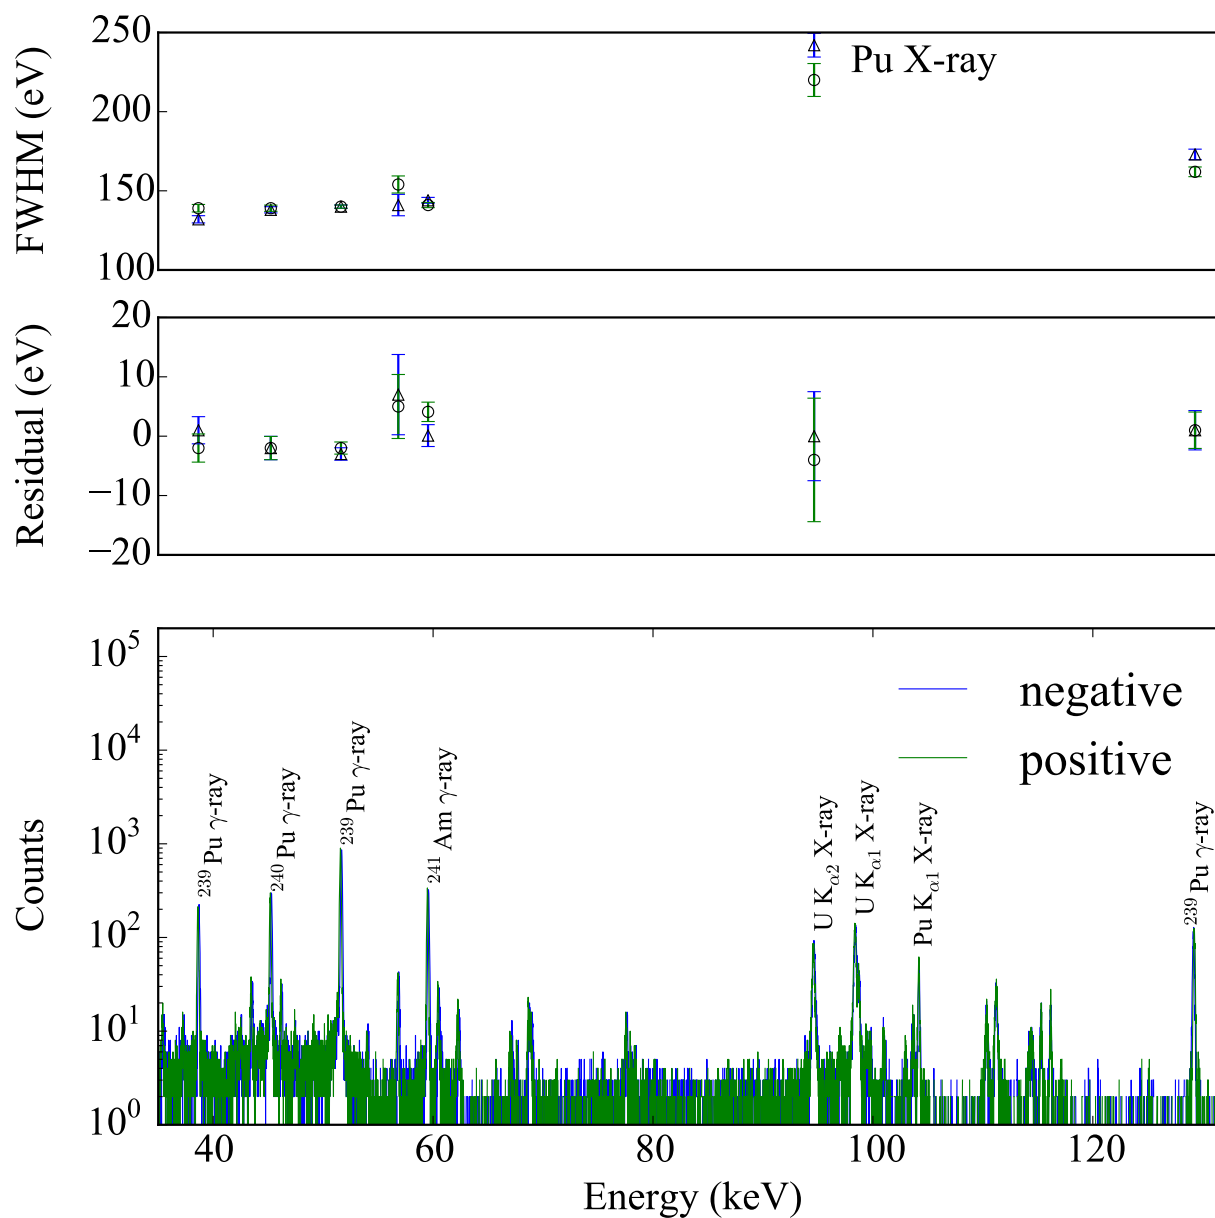 FWHM (eV)
250
200
150
100
Pu X-ray
Residual (eV)
20
10
0
−10
−20
Counts
10⁵
10⁴
10³
10²
10¹
10⁰
negative
positive
²³⁹Pu γ-ray
²⁴⁰Pu γ-ray
²³⁹Pu γ-ray
²⁴¹Am γ-ray
U Kα2 X-ray
U Kα1 X-ray
Pu Kα1 X-ray
²³⁹Pu γ-ray
40 60 80 100 120
Energy (keV)